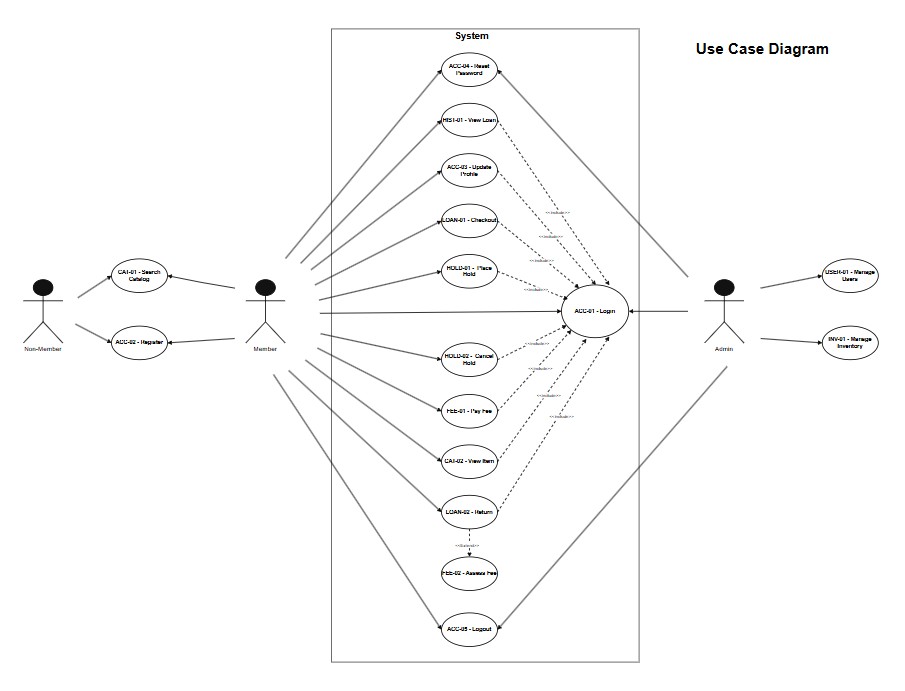 System
Use Case Diagram
ACC-04 - Reset
Password
HIST-01 - View Loan
ACC-03 - Update
Profile
<<Include>>
LOAN-01 - Checkout
<<Include>>
<<Include>>
HOLD-01 - Place
Hold
<<Include>>
CAT-01 - Search
Catalog
USER-01 - Manage
Users
ACC-01 - Login
ACC-02 - Register
INV-01 - Manage
Inventory
Non-Member
Member
Admin
<<Include>>
HOLD-02 - Cancel
Hold
<<Include>>
<<Include>>
FEE-01 - Pay Fee
<<Include>>
CAT-02 - View Item
LOAN-02 - Return
<<Extend>>
FEE-02 - Assess Fee
ACC-05 - Logout